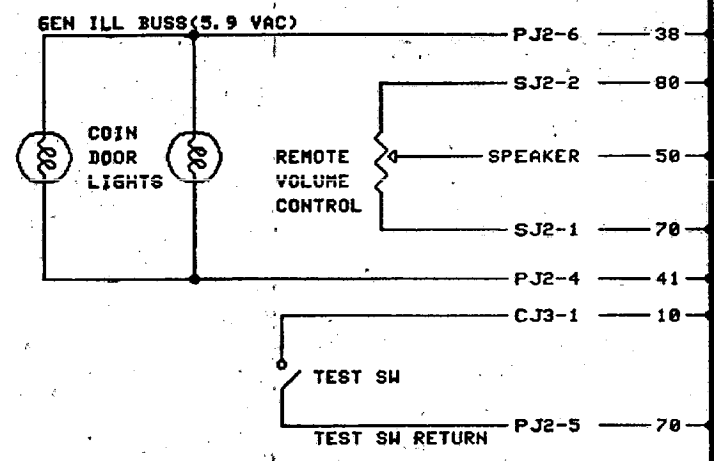 GEN ILL BUSS(5.9 VAC)
PJ2-6 38
SJ2-2 80
COIN
DOOR
LIGHTS
REMOTE
VOLUME
CONTROL
SPEAKER 50
SJ2-1 70
PJ2-4 41
CJ3-1 10
TEST SW
PJ2-5 70
TEST SW RETURN